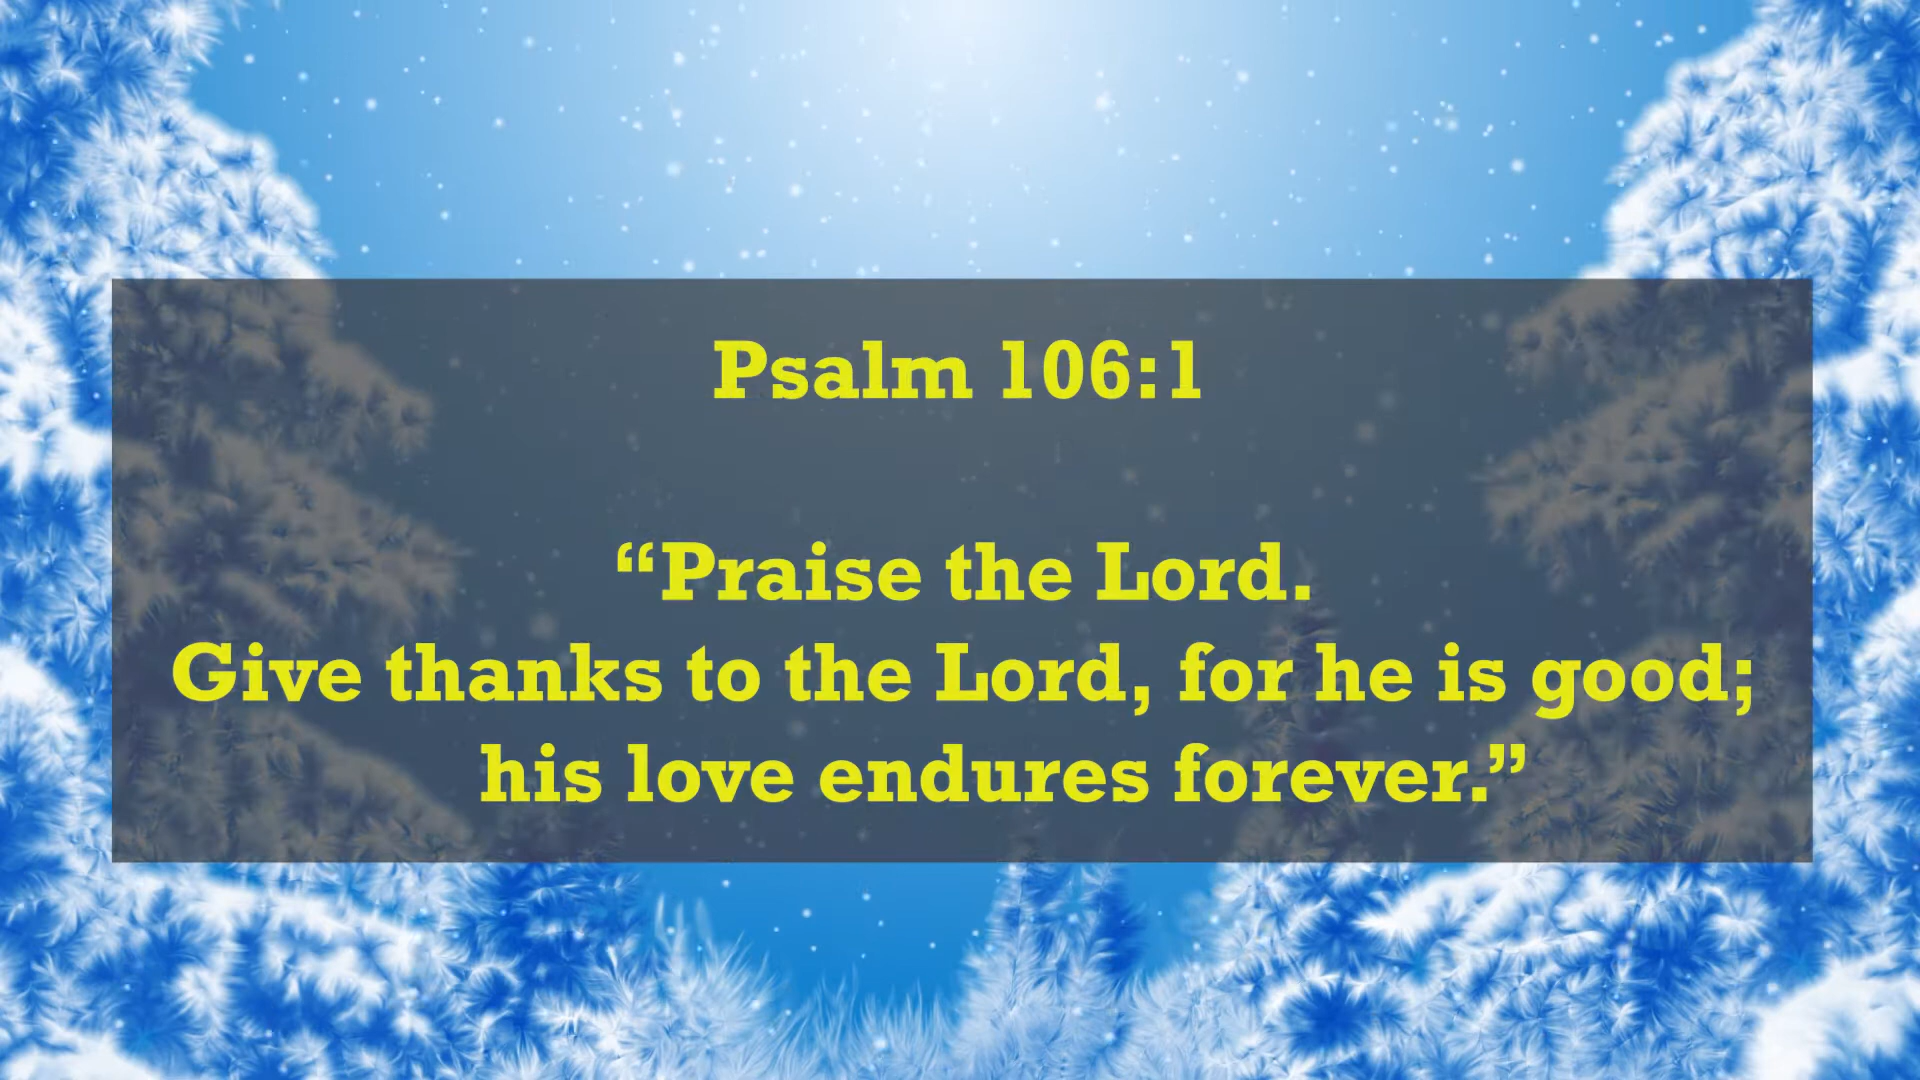 Psalm 106:1
“Praise the Lord.
Give thanks to the Lord, for he is good;
his love endures forever.”